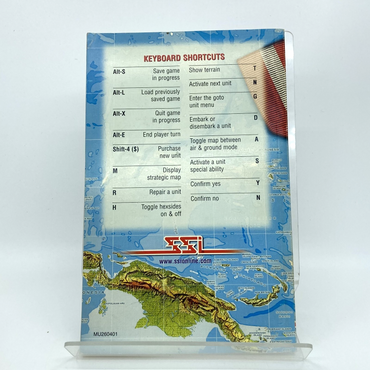 KEYBOARD SHORTCUTS
Alt-S Save game
in progress
Alt-L Load previously
saved game
Alt-X Quit game
in progress
Alt-E End player turn
Shift-4 ($) Purchase
new unit
M Display
strategic map
R Repair a unit
H Toggle hexsides
on & off
Show terrain T
Activate next unit N
Enter the goto G
unit menu
Embark or D
disembark a unit
Toggle map between A
air & ground mode
Activate a unit S
special ability
Confirm yes Y
Confirm no N
SSI
www.ssionline.com
MU260401